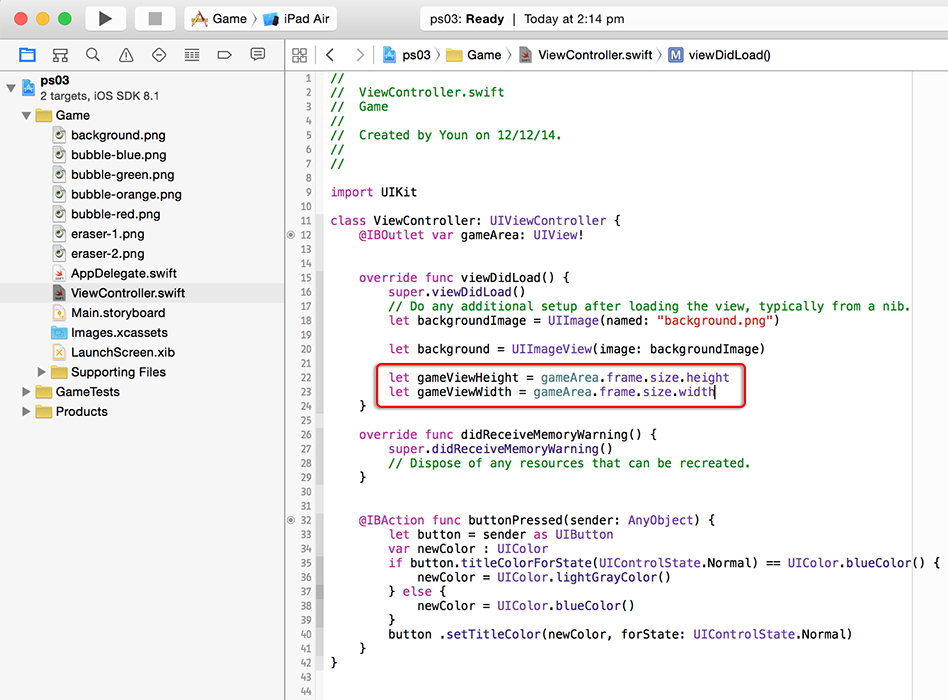 Game iPad Air ps03: Ready | Today at 2:14 pm
ps03 Game ViewController.swift M viewDidLoad()
ps03
2 targets, iOS SDK 8.1
Game
background.png
bubble-blue.png
bubble-green.png
bubble-orange.png
bubble-red.png
eraser-1.png
eraser-2.png
AppDelegate.swift
ViewController.swift
Main.storyboard
Images.xcassets
LaunchScreen.xib
Supporting Files
GameTests
Products
1 //
2 //  ViewController.swift
3 //  Game
4 //
5 //  Created by Youn on 12/12/14.
6 //
7 //
8
9 import UIKit
10
11 class ViewController: UIViewController {
12     @IBOutlet var gameArea: UIView!
13
14
15     override func viewDidLoad() {
16         super.viewDidLoad()
17         // Do any additional setup after loading the view, typically from a nib.
18         let backgroundImage = UIImage(named: "background.png")
19
20         let background = UIImageView(image: backgroundImage)
21
22         let gameViewHeight = gameArea.frame.size.height
23         let gameViewWidth = gameArea.frame.size.width
24     }
25
26     override func didReceiveMemoryWarning() {
27         super.didReceiveMemoryWarning()
28         // Dispose of any resources that can be recreated.
29     }
30
31
32     @IBAction func buttonPressed(sender: AnyObject) {
33         let button = sender as UIButton
34         var newColor : UIColor
35         if button.titleColorForState(UIControlState.Normal) == UIColor.blueColor() {
36             newColor = UIColor.lightGrayColor()
37         } else {
38             newColor = UIColor.blueColor()
39         }
40         button .setTitleColor(newColor, forState: UIControlState.Normal)
41     }
42 }
43
44